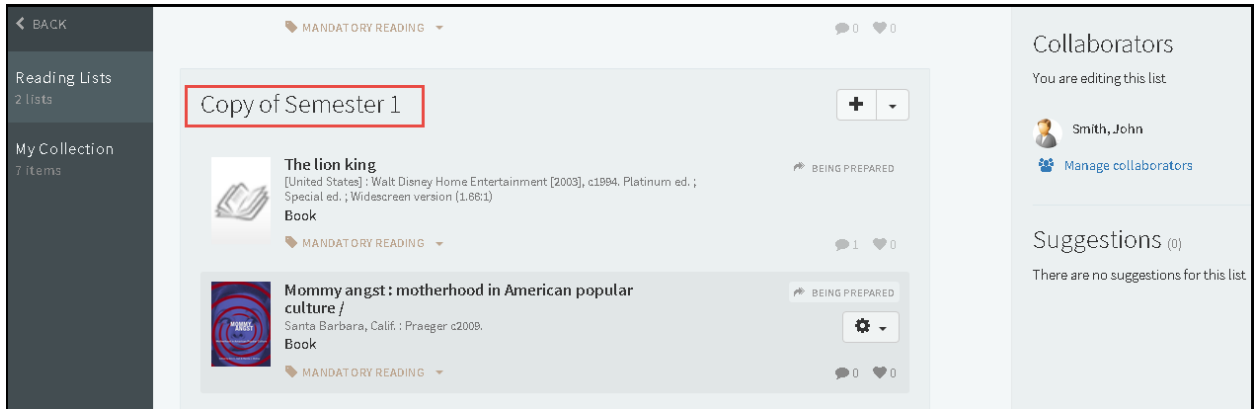 BACK
Reading Lists
2 lists
My Collection
7 items
MANDATORY READING
0 0
Copy of Semester 1
The lion king
[United States] : Walt Disney Home Entertainment [2003], c1994. Platinum ed. ;
Special ed. ; Widescreen version (1.66:1)
Book
BEING PREPARED
MANDATORY READING
1 0
MOMMY
ANGST
Mommy angst : motherhood in American popular
culture /
Santa Barbara, Calif. : Praeger c2009.
Book
BEING PREPARED
MANDATORY READING
0 0
Collaborators
You are editing this list
Smith, John
Manage collaborators
Suggestions (0)
There are no suggestions for this list